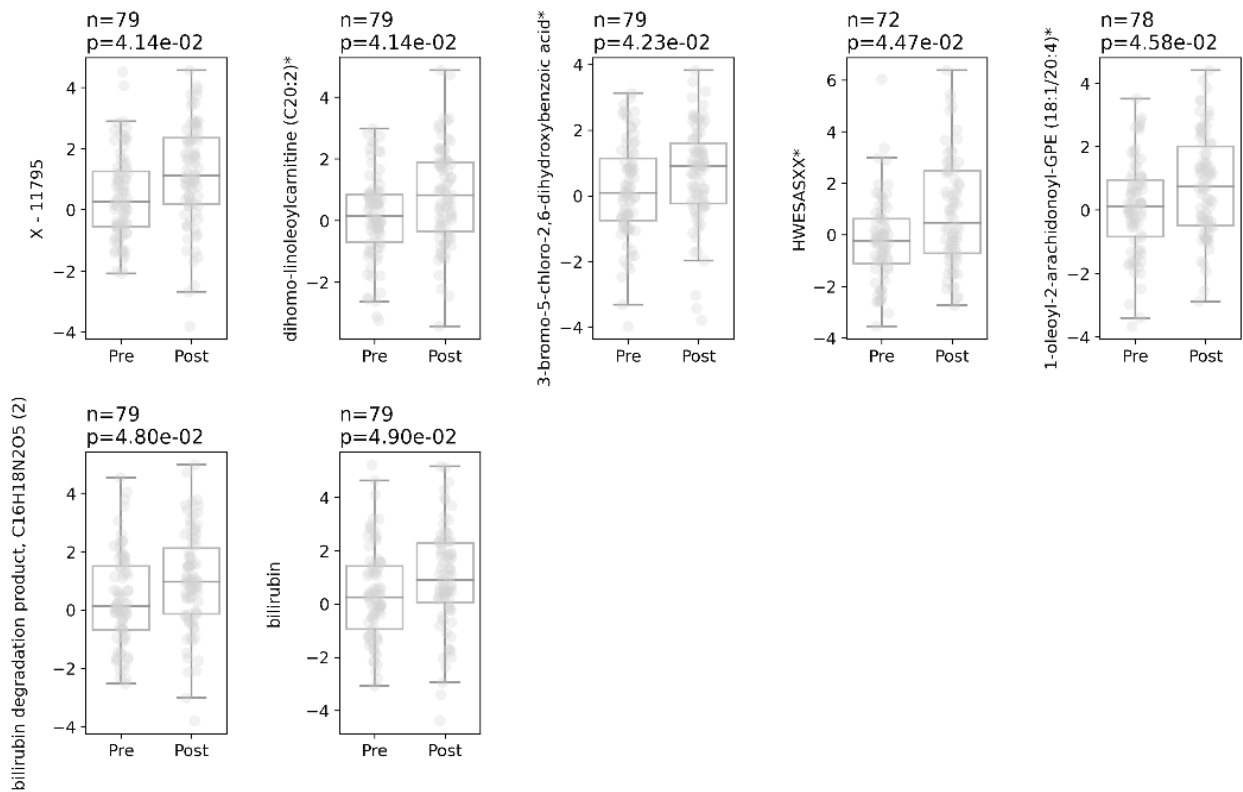 n=79
p=4.14e-02
X - 11795
4
2
0
−2
−4
Pre Post
n=79
p=4.14e-02
dihomo-linoleoylcarnitine (C20:2)*
4
2
0
−2
Pre Post
n=79
p=4.23e-02
3-bromo-5-chloro-2,6-dihydroxybenzoic acid*
4
2
0
−2
−4
Pre Post
n=72
p=4.47e-02
HWESASXX*
6
4
2
0
−2
−4
Pre Post
n=78
p=4.58e-02
1-oleoyl-2-arachidonoyl-GPE (18:1/20:4)*
4
2
0
−2
−4
Pre Post
n=79
p=4.80e-02
bilirubin degradation product, C16H18N2O5 (2)
4
2
0
−2
−4
Pre Post
n=79
p=4.90e-02
bilirubin
4
2
0
−2
−4
Pre Post